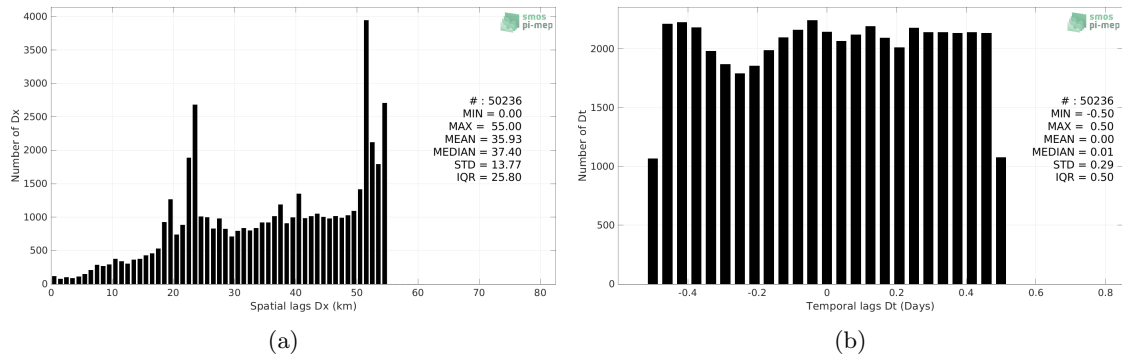 4000
3500
3000
2500
2000
1500
1000
500
0
Number of Dx
0 10 20 30 40 50 60 70 80
Spatial lags Dx (km)
smos
pi-mep
# : 50236
MIN = 0.00
MAX = 55.00
MEAN = 35.93
MEDIAN = 37.40
STD = 13.77
IQR = 25.80
(a)
2000
1500
1000
500
0
Number of Dt
-0.4 -0.2 0 0.2 0.4 0.6 0.8
Temporal lags Dt (Days)
smos
pi-mep
# : 50236
MIN = -0.50
MAX = 0.50
MEAN = 0.00
MEDIAN = 0.01
STD = 0.29
IQR = 0.50
(b)